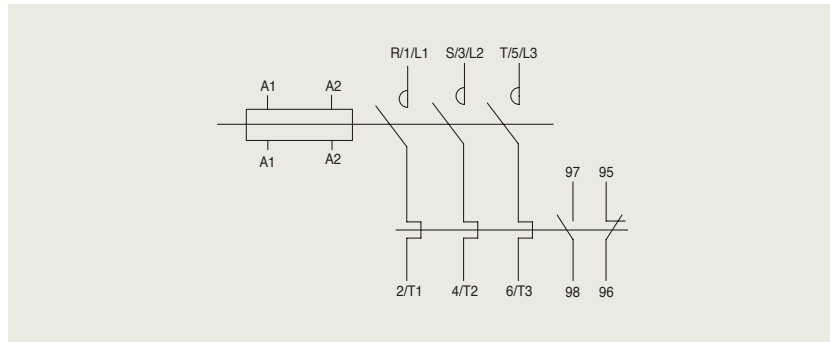 R/1/L1 S/3/L2 T/5/L3
A1 A2
A1 A2
97 95
2/T1 4/T2 6/T3 98 96